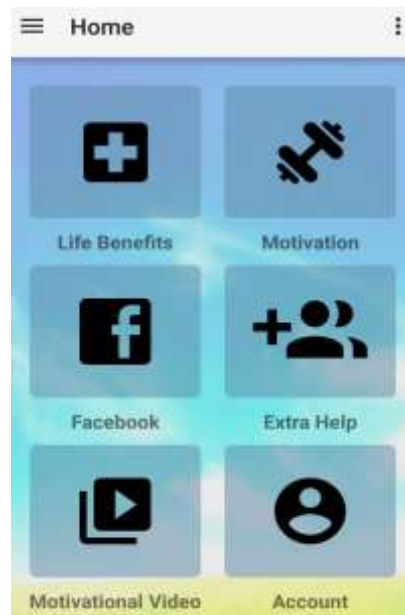 Home
Life Benefits
Motivation
Facebook
Extra Help
Motivational Video
Account